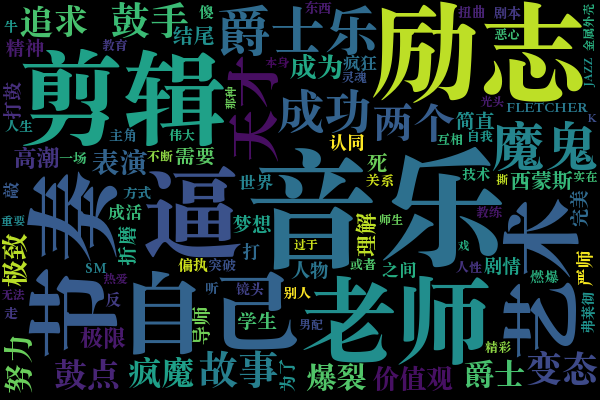 牛
追求
鼓手
傻
结尾
爵士乐
东西
励志
扭曲
剧本
恶心
金属外壳
JAZZ
精神
教育
剪辑
天才
本身
那种
成为
疯狂
灵魂
成功
两个
光头
FLETCHER
K
打鼓
人生
主角
伟大
认同
简直
互相
自我
魔鬼
高潮
一场
表演
不断
需要
死
关系
技术
撕
西蒙斯
实在
敲
节奏
方式
成活
折磨
逼
世界
梦想
打
音乐
理解
师生
教练
艺术
完美
重要
极致
无法
走
SM
热爱
反
偏执
突破
过于
人物
或者
之间
戏
人性
剧情
燃爆
严师
弗莱彻
极限
自己
听
镜头
别人
导师
学生
男配
老师
精彩
努力
鼓点
疯魔
故事
为了
爆裂
价值观
爵士
变态